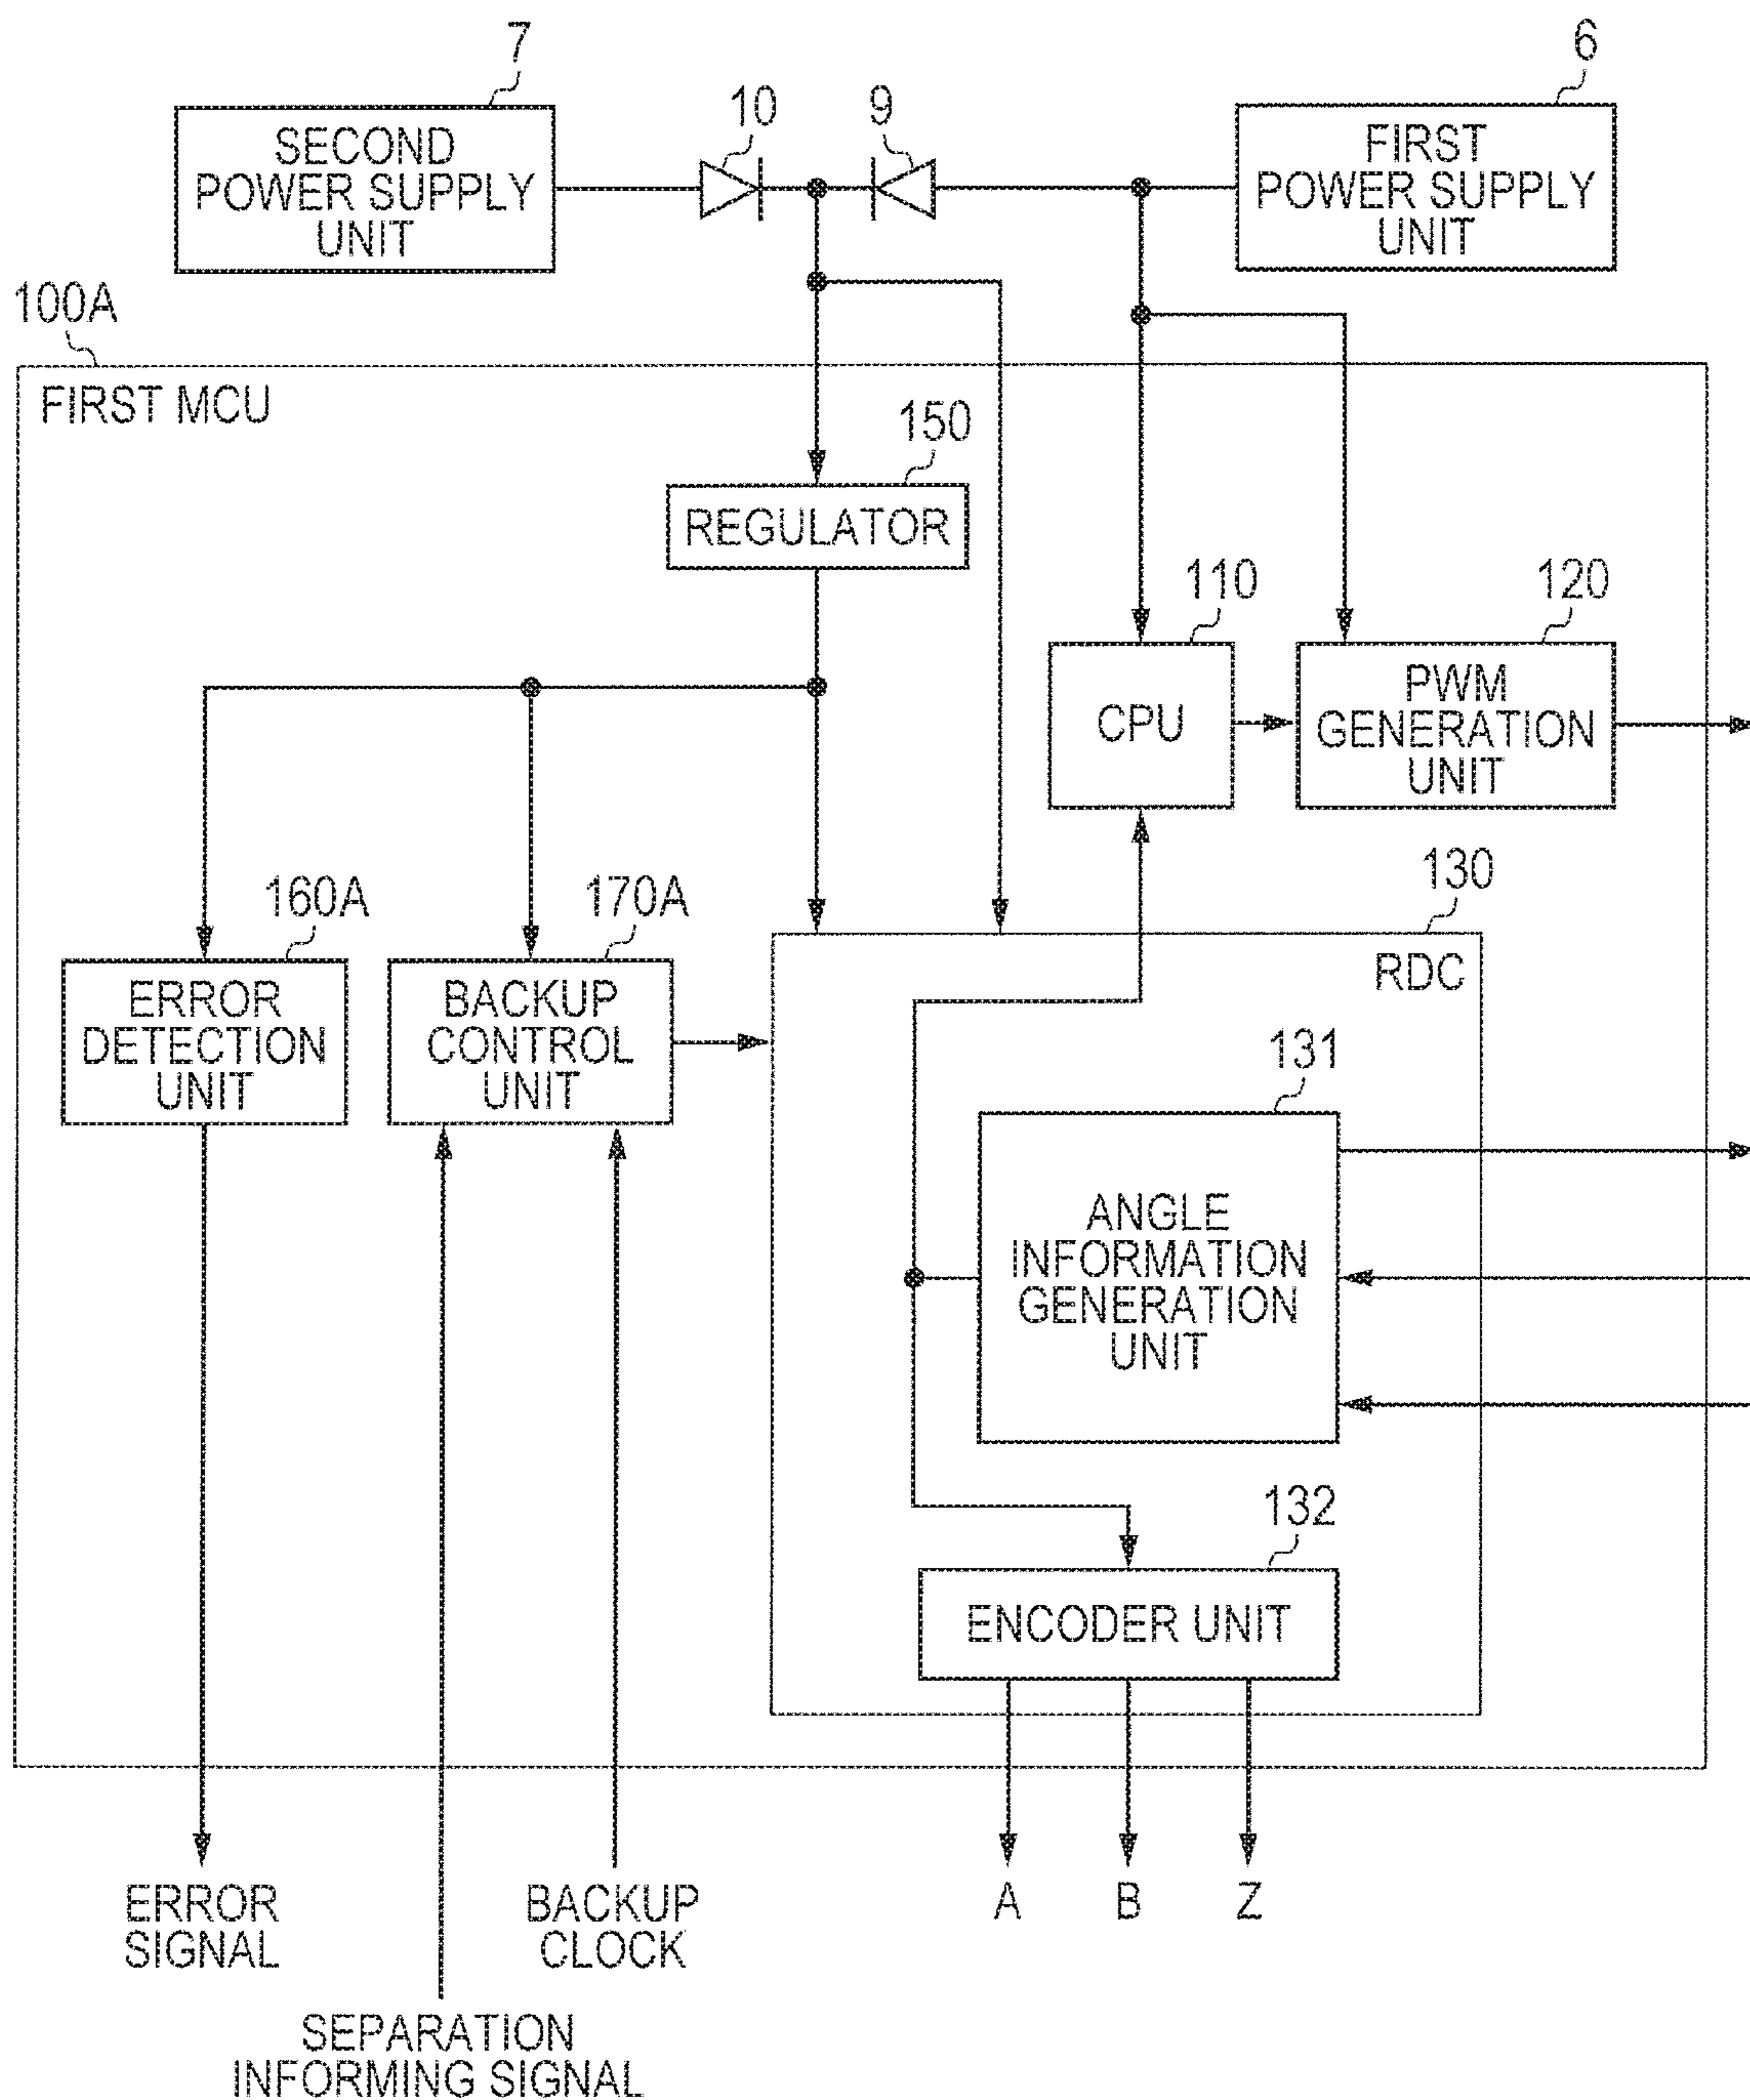 7
6
10
9
SECOND
POWER SUPPLY
UNIT
FIRST
POWER SUPPLY
UNIT
100A
FIRST MCU
150
REGULATOR
110
120
CPU
PWM
GENERATION
UNIT
160A
170A
130
ERROR
DETECTION
UNIT
BACKUP
CONTROL
UNIT
RDC
131
ANGLE
INFORMATION
GENERATION
UNIT
132
ENCODER UNIT
ERROR
SIGNAL
BACKUP
CLOCK
A
B
Z
SEPARATION
INFORMING SIGNAL